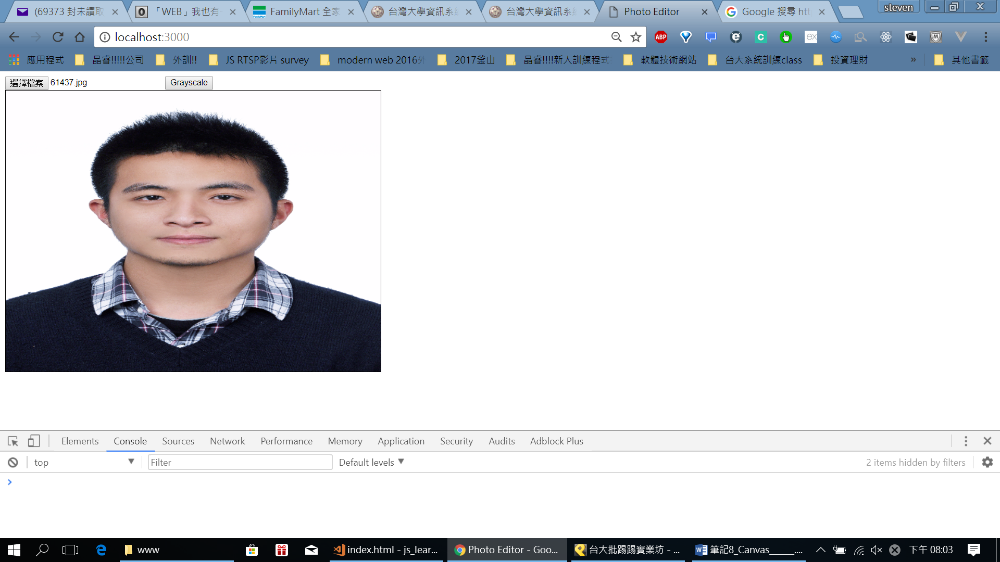 (69373 封未讀取
「WEB」我也有
FamilyMart 全家
台灣大學資訊系
台灣大學資訊系
Photo Editor
Google 搜尋 htt
steven
localhost:3000
ABP
應用程式
晶睿!!!!!公司
外訓!!
JS RTSP影片 survey
modern web 2016外
2017釜山
晶睿!!!!新人訓練程式
軟體技術網站
台大系統訓練class
投資理財
»
其他書籤
選擇檔案 61437.jpg
Grayscale
Elements
Console
Sources
Network
Performance
Memory
Application
Security
Audits
Adblock Plus
top
Filter
Default levels
2 items hidden by filters
www
index.html - js_lear...
Photo Editor - Goo...
台大批踢踢實業坊 - ...
筆記8_Canvas_____....
下午 08:03